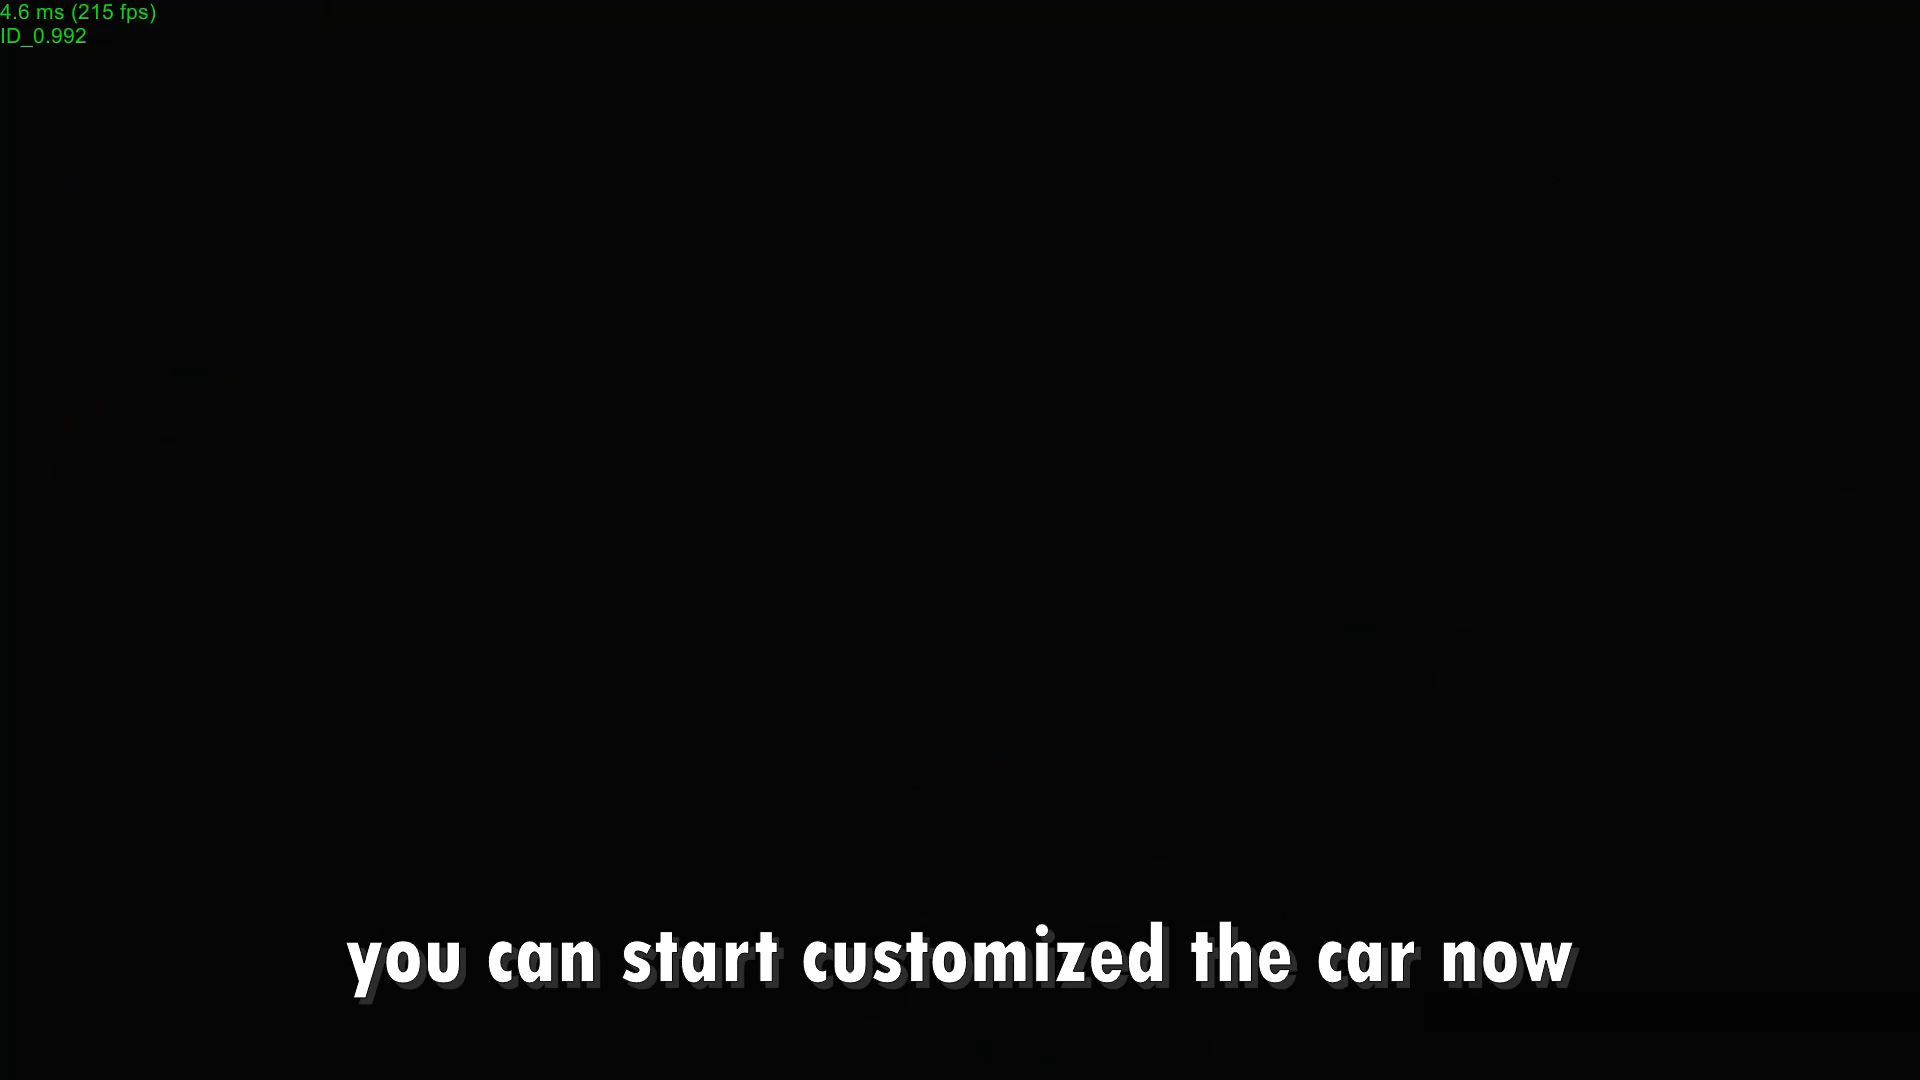 4.6 ms (215 fps)
ID_0.992
you can start customized the car now